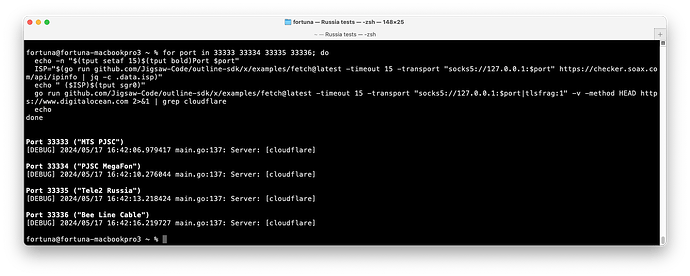 fortuna — Russia tests — -zsh — 148×25
~ — Russia tests — -zsh
fortuna@fortuna-macbookpro3 ~ % for port in 33333 33334 33335 33336; do
echo -n "$(tput setaf 15)$(tput bold)Port $port"
ISP="$(go run github.com/Jigsaw-Code/outline-sdk/x/examples/fetch@latest -timeout 15 -transport "socks5://127.0.0.1:$port" https://checker.soax.co
m/api/ipinfo | jq -c .data.isp)"
echo " ($ISP)$(tput sgr0)"
go run github.com/Jigsaw-Code/outline-sdk/x/examples/fetch@latest -timeout 15 -transport "socks5://127.0.0.1:$port|tlsfrag:1" -v -method HEAD http
s://www.digitalocean.com 2>&1 | grep cloudflare
echo
done
Port 33333 ("MTS PJSC")
[DEBUG] 2024/05/17 16:42:06.979417 main.go:137: Server: [cloudflare]
Port 33334 ("PJSC MegaFon")
[DEBUG] 2024/05/17 16:42:10.276044 main.go:137: Server: [cloudflare]
Port 33335 ("Tele2 Russia")
[DEBUG] 2024/05/17 16:42:13.218424 main.go:137: Server: [cloudflare]
Port 33336 ("Bee Line Cable")
[DEBUG] 2024/05/17 16:42:16.219727 main.go:137: Server: [cloudflare]
fortuna@fortuna-macbookpro3 ~ %